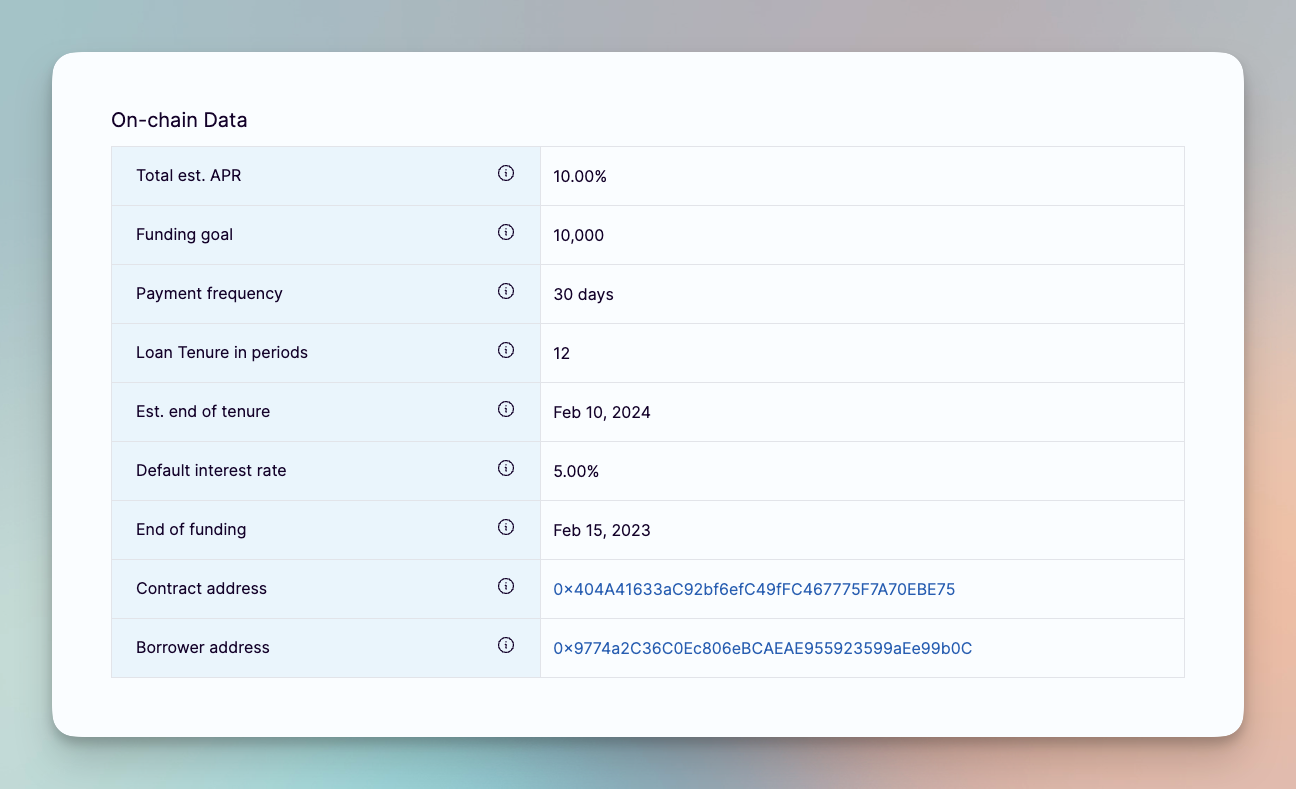 On-chain Data
Total est. APR 10.00%
Funding goal 10,000
Payment frequency 30 days
Loan Tenure in periods 12
Est. end of tenure Feb 10, 2024
Default interest rate 5.00%
End of funding Feb 15, 2023
Contract address 0x404A41633aC92bf6efC49fFC467775F7A70EBE75
Borrower address 0x9774a2C36C0Ec806eBCAEAE955923599aEe99b0C